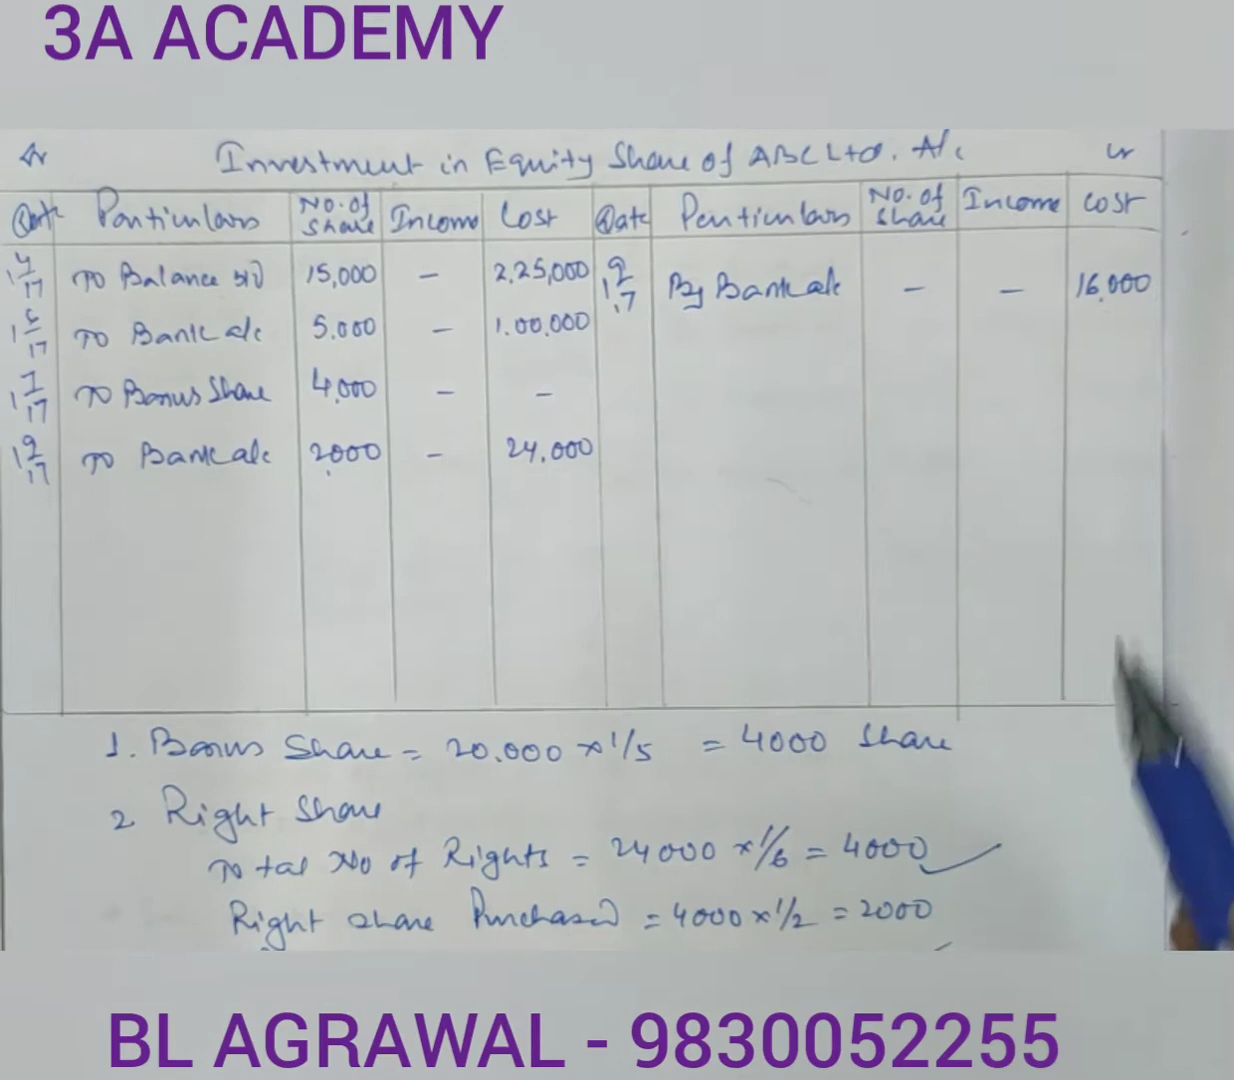 3A ACADEMY
Dr Investment in Equity Share of ABC Ltd. A/c Cr
Date Particulars No. of Share Income Cost Date Particulars No. of Share Income Cost
1/4/17 To Balance b/d 15,000 - 2,25,000 1/9/17 By Bank a/c - - 16,000
1/6/17 To Bank a/c 5.000 - 1.00.000
1/7/17 To Bonus Share 4,000 - -
1/9/17 To Bank a/c 2000 - 24,000
1. Bonus Share = 20.000 x 1/5 = 4000 Share
2 Right Share
Total No of Rights = 24000 x 1/6 = 4000
Right share Purchased = 4000 x 1/2 = 2000
BL AGRAWAL - 9830052255